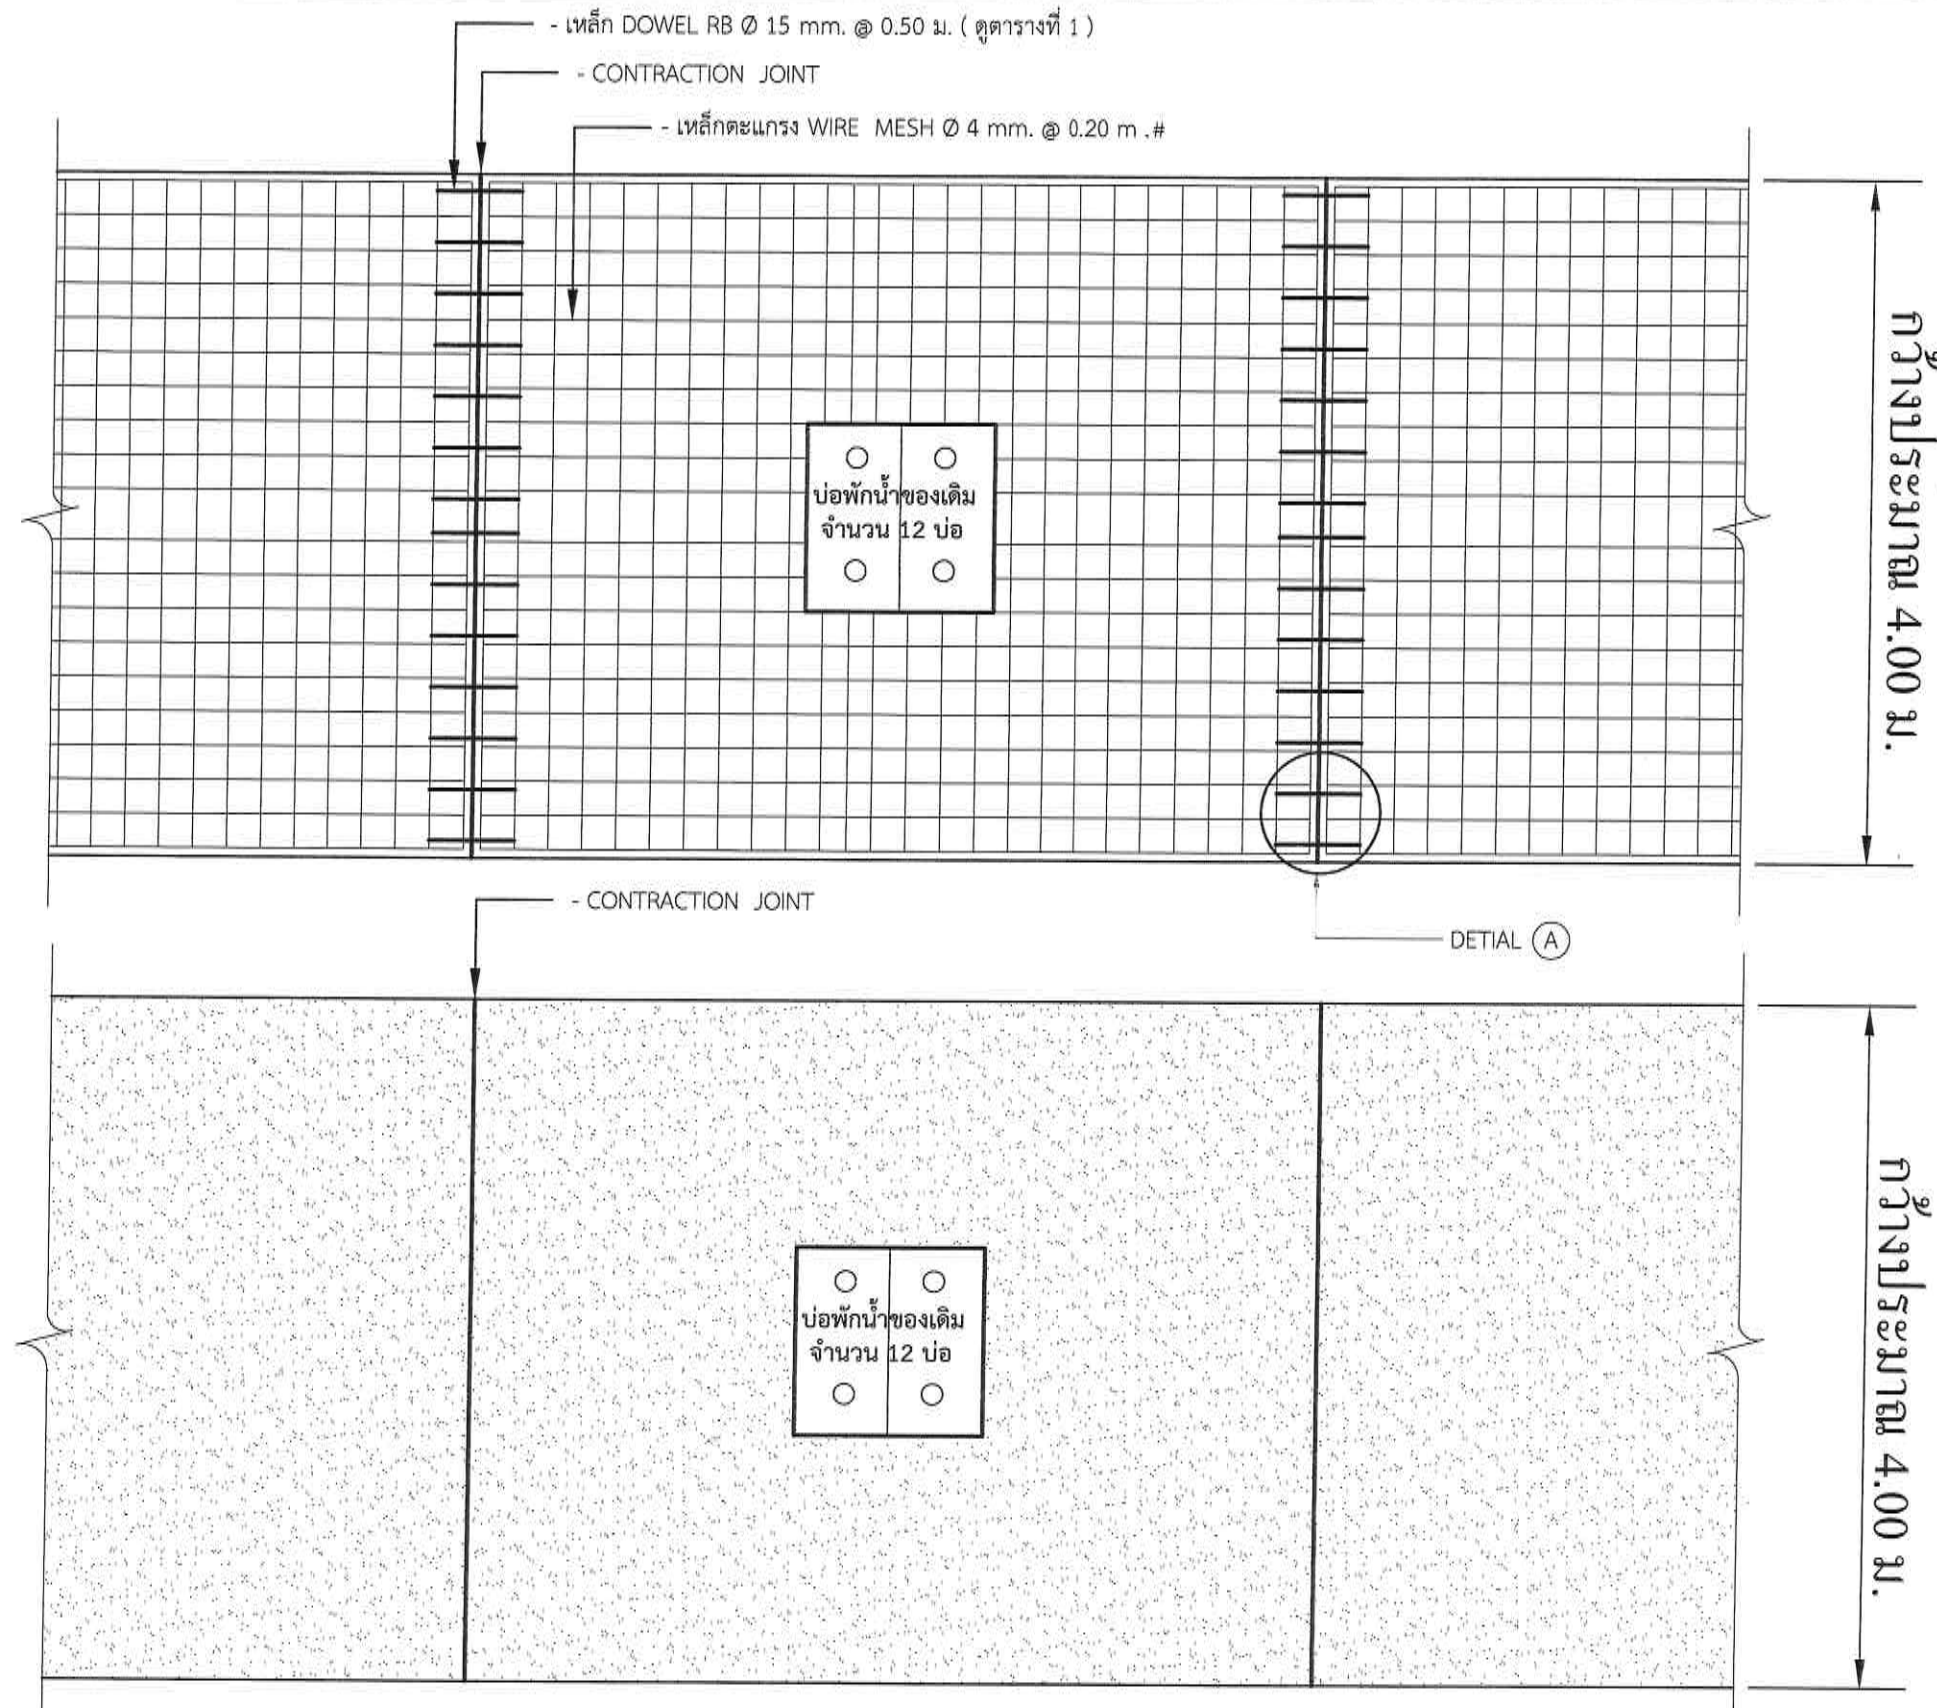 - เหล็ก DOWEL RB Ø 15 mm. @ 0.50 ม. ( ดูตารางที่ 1 )
- CONTRACTION JOINT
- เหล็กตะแกรง WIRE MESH Ø 4 mm. @ 0.20 m .#
บ่อพักน้ำของเดิม
จำนวน 12 บ่อ
กว้างประมาณ 4.00 ม.
- CONTRACTION JOINT
DETIAL A
บ่อพักน้ำของเดิม
จำนวน 12 บ่อ
กว้างประมาณ 4.00 ม.